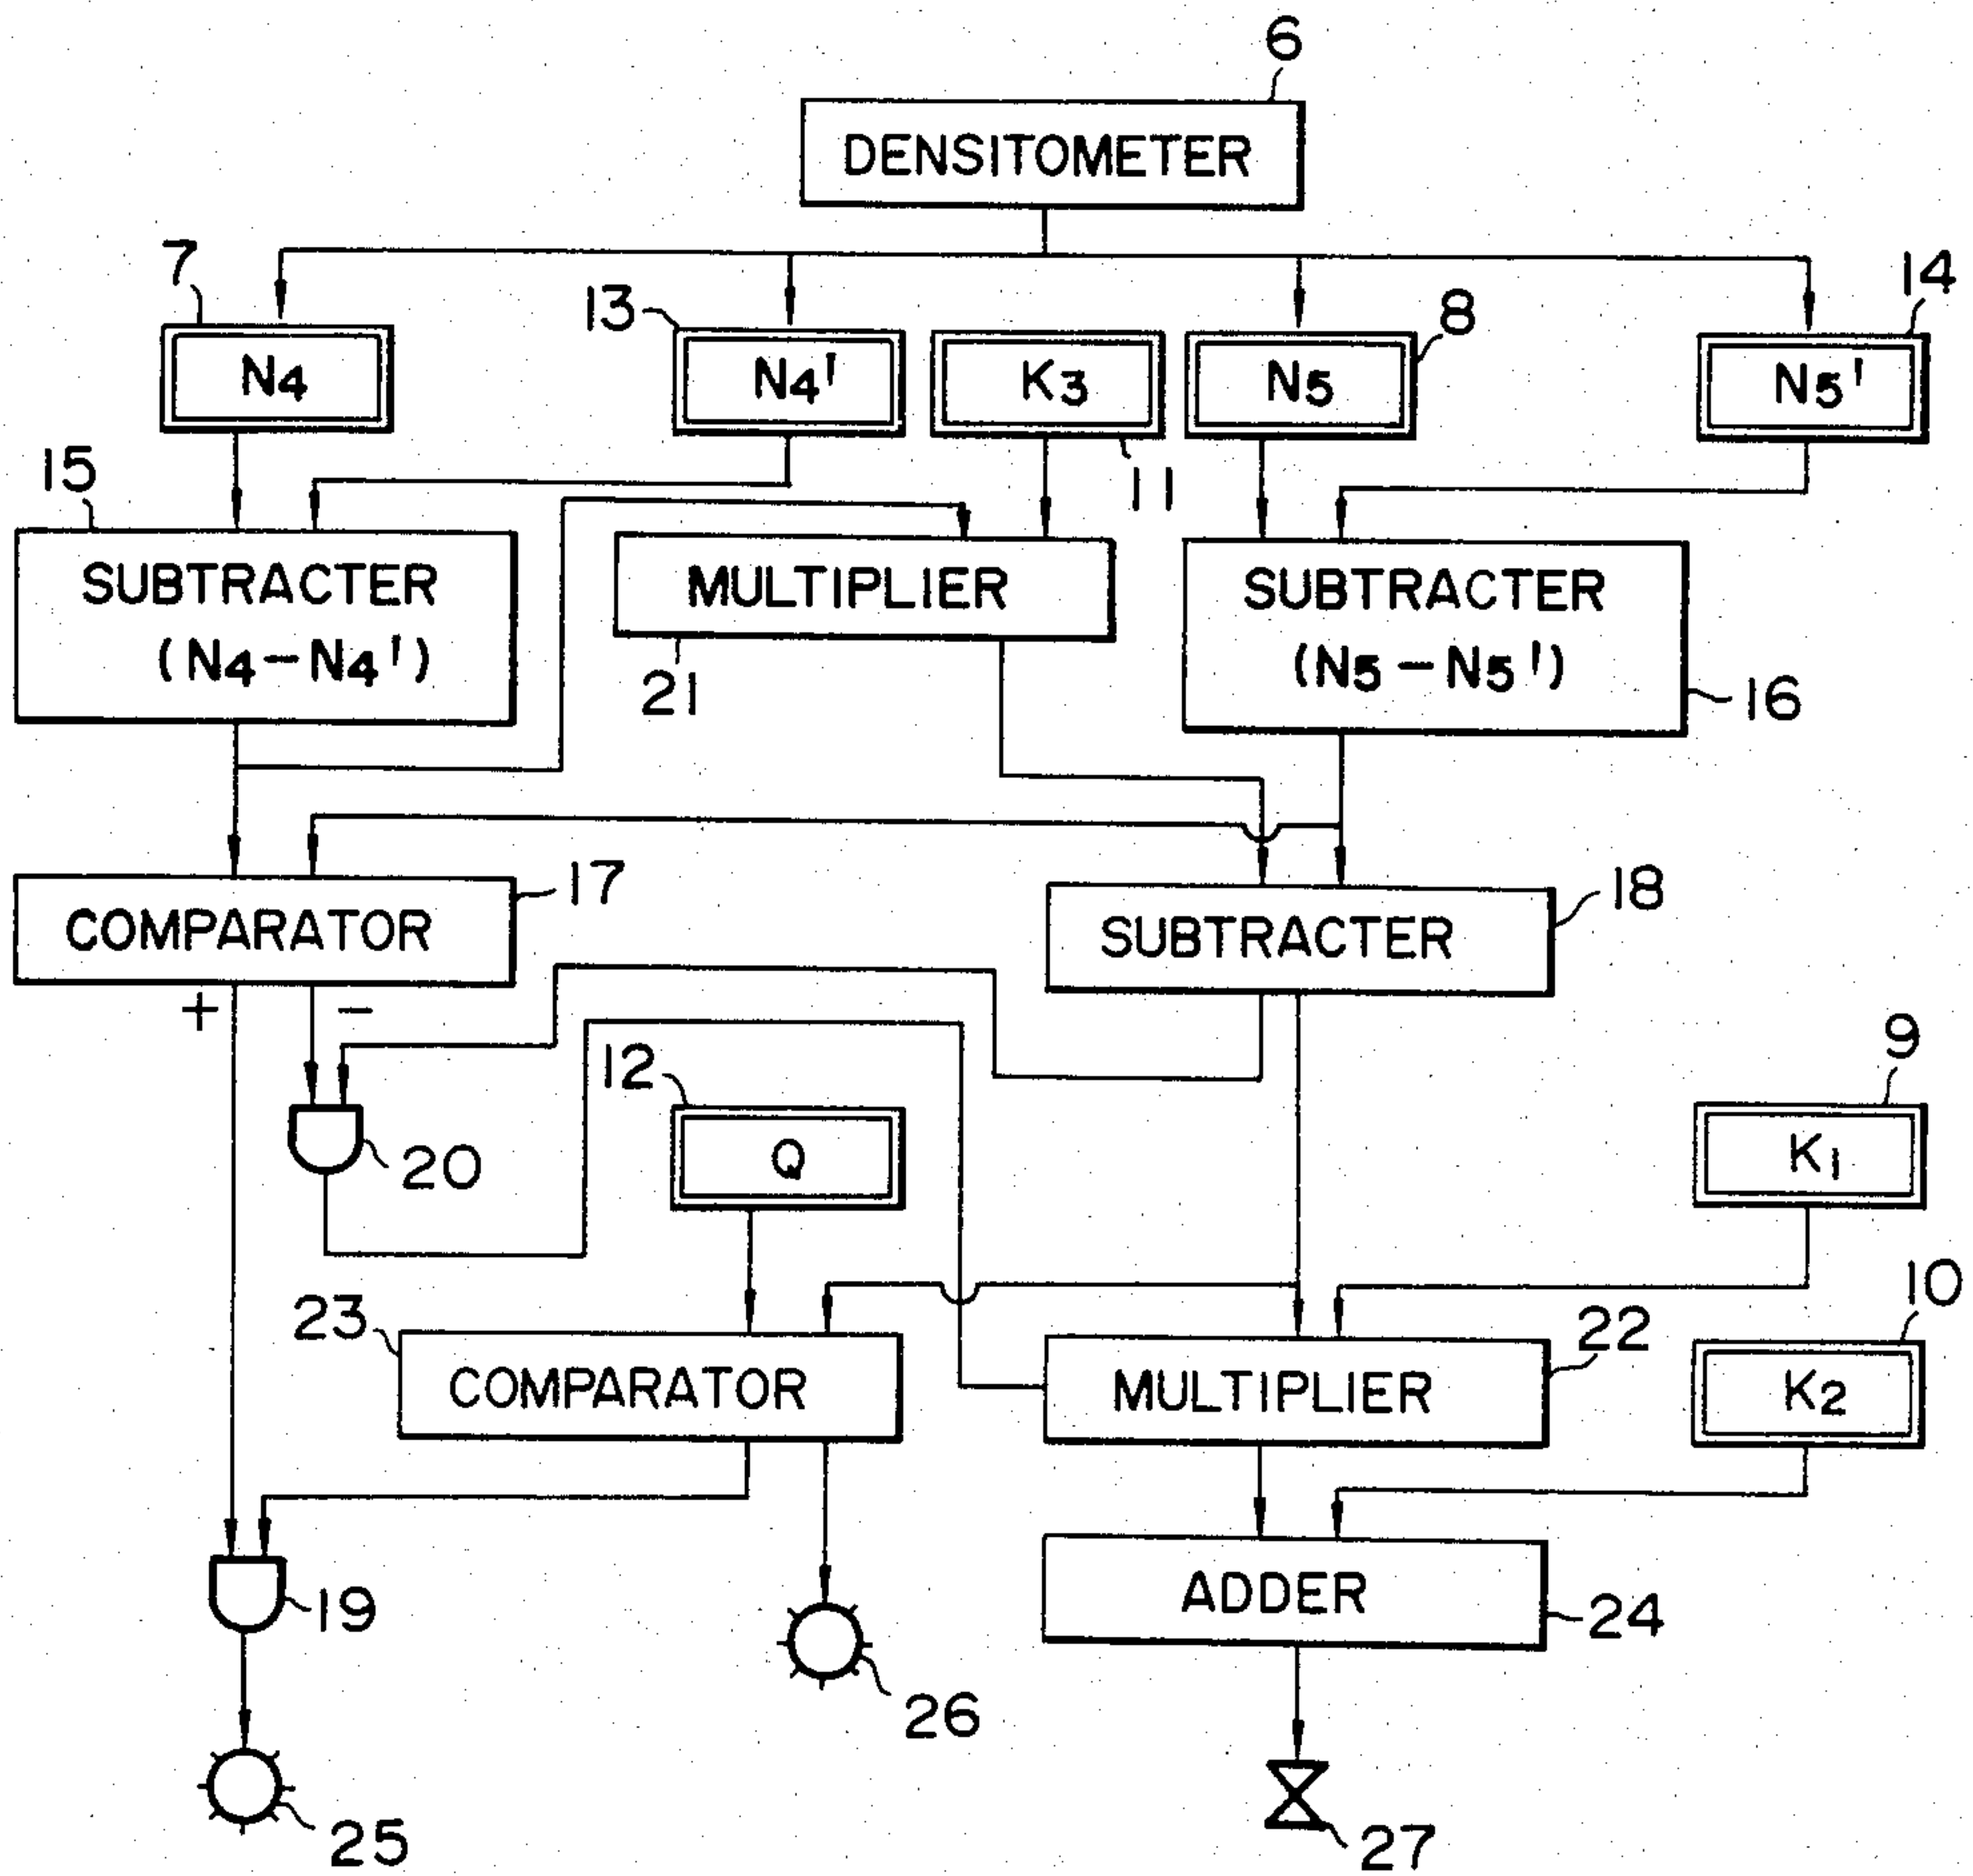 6
DENSITOMETER
7
13
8
14
N4
N4'
K3
N5
N5'
15
11
SUBTRACTER
(N4-N4')
MULTIPLIER
SUBTRACTER
(N5-N5')
21
16
17
18
COMPARATOR
SUBTRACTER
+
-
9
12
20
Q
K1
10
23
22
COMPARATOR
MULTIPLIER
K2
19
ADDER
24
26
25
27